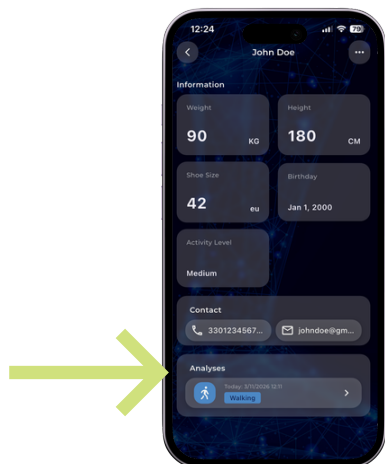 12:24
79
John Doe
Information
Weight
Height
90 KG
180 CM
Shoe Size
Birthday
42 eu
Jan 1, 2000
Activity Level
Medium
Contact
3301234567...
johndoe@gm...
Analyses
Today: 3/11/2026 12:11
Walking